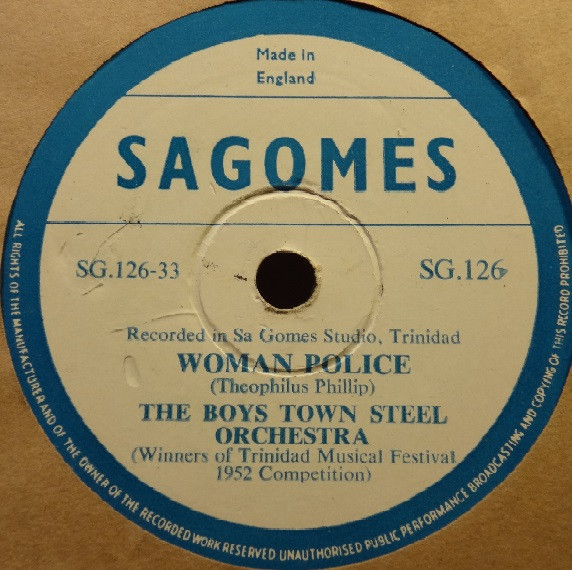 Made in
England
SAGOMES
SG.126-33
SG.126
Recorded in Sa Gomes Studio, Trinidad
WOMAN POLICE
(Theophilus Phillip)
THE BOYS TOWN STEEL
ORCHESTRA
(Winners of Trinidad Musical Festival
1952 Competition)
ALL RIGHTS OF THE MANUFACTURER AND OF THE OWNER OF THE RECORDED WORK RESERVED UNAUTHORISED PUBLIC PERFORMANCE BROADCASTING AND COPYING OF THIS RECORD PROHIBITED